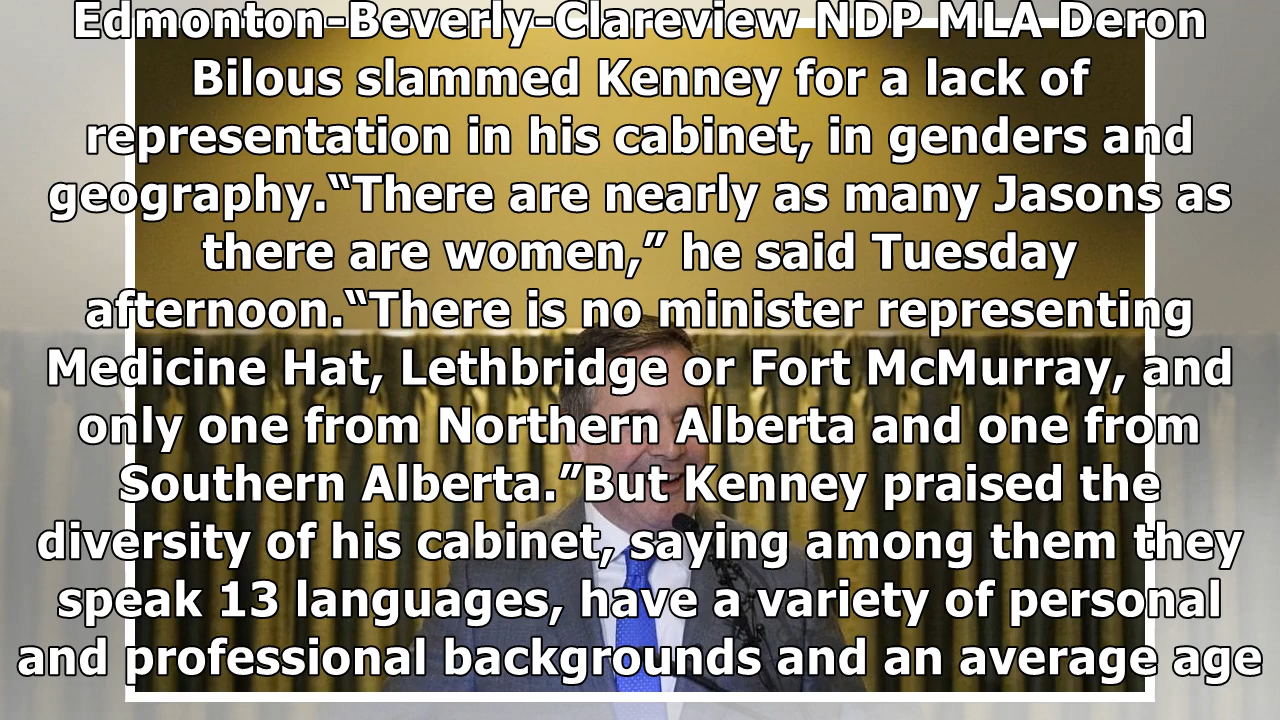 Edmonton-Beverly-Clareview NDP MLA Deron
Bilous slammed Kenney for a lack of
representation in his cabinet, in genders and
geography.“There are nearly as many Jasons as
there are women,” he said Tuesday
afternoon.“There is no minister representing
Medicine Hat, Lethbridge or Fort McMurray, and
only one from Northern Alberta and one from
Southern Alberta.”But Kenney praised the
diversity of his cabinet, saying among them they
speak 13 languages, have a variety of personal
and professional backgrounds and an average age